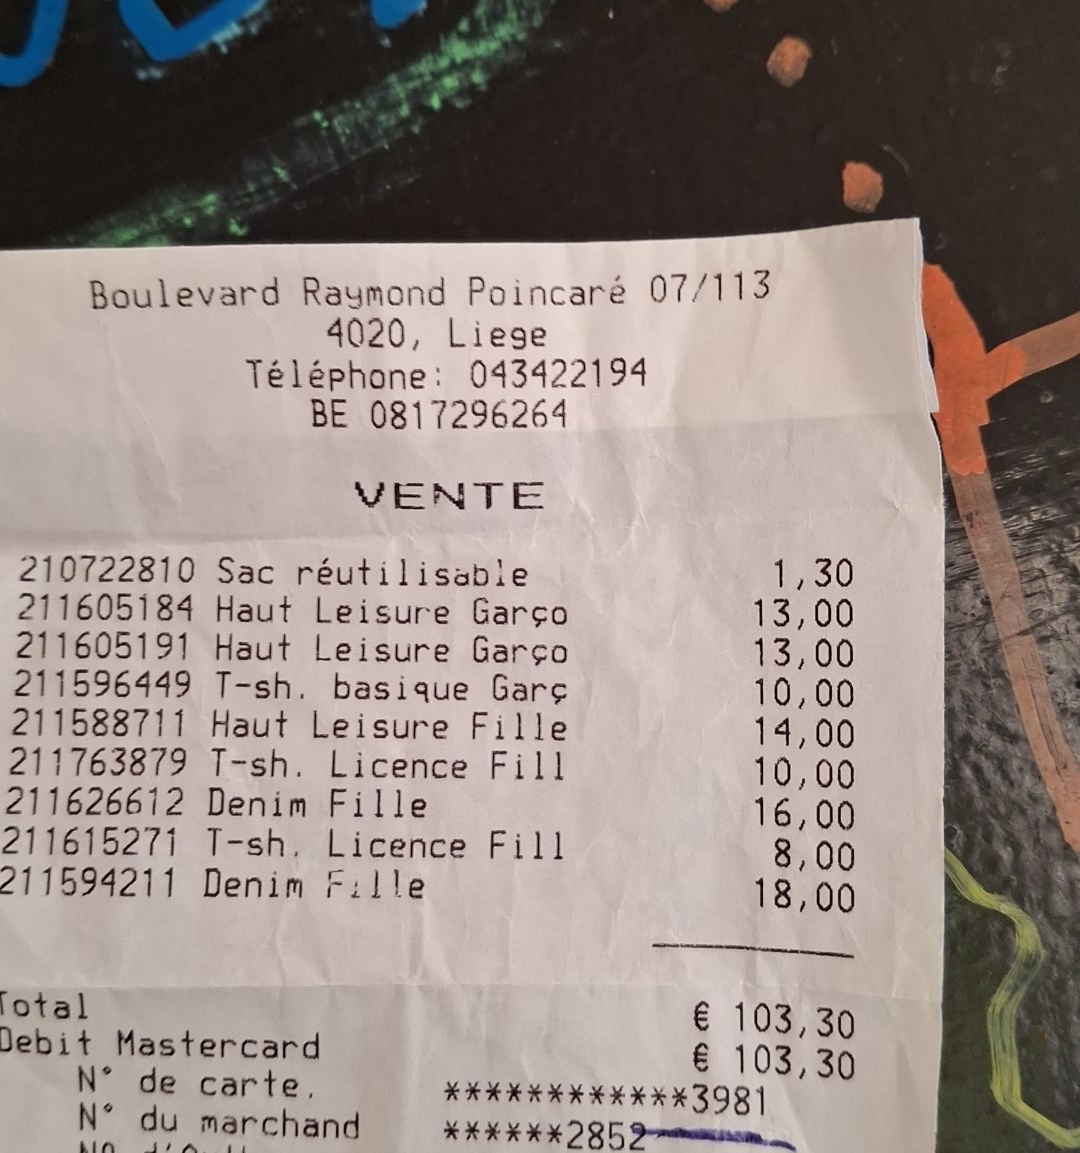 Boulevard Raymond Poincaré 07/113
4020, Liege
Téléphone: 043422194
BE 0817296264
VENTE
210722810 Sac réutilisable 1,30
211605184 Haut Leisure Garço 13,00
211605191 Haut Leisure Garço 13,00
211596449 T-sh. basique Garç 10,00
211588711 Haut Leisure Fille 14,00
211763879 T-sh. Licence Fill 10,00
211626612 Denim Fille 16,00
211615271 T-sh. Licence Fill 8,00
211594211 Denim Fille 18,00
Total € 103,30
Debit Mastercard € 103,30
N° de carte. ************3981
N° du marchand ******2852